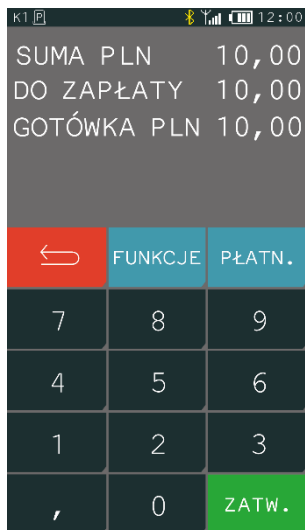 K1 P 12:00
SUMA PLN 10,00
DO ZAPŁATY 10,00
GOTÓWKA PLN 10,00
FUNKCJE PŁATN.
7 8 9
4 5 6
1 2 3
, 0 ZATW.